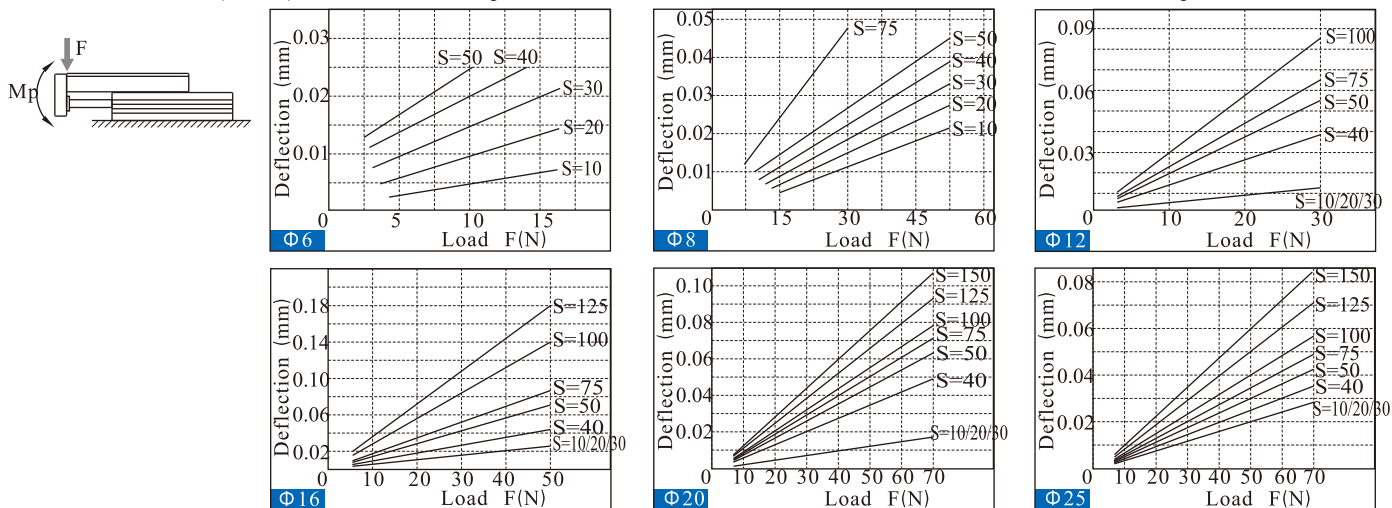 F
Mp
Deflection (mm)
0.03
0.02
0.01
0
5
10
15
S=50
S=40
S=30
S=20
S=10
Φ6
Load F(N)
Deflection (mm)
0.05
0.04
0.03
0.02
0.01
0
15
30
45
60
S=75
S=50
S=40
S=30
S=20
S=10
Φ8
Load F(N)
Deflection (mm)
0.09
0.06
0.03
0
10
20
30
S=100
S=75
S=50
S=40
S=10/20/30
Φ12
Load F(N)
Deflection (mm)
0.18
0.14
0.10
0.06
0.02
10
20
30
40
50
S=125
S=100
S=75
S=50
S=40
S=10/20/30
Φ16
Load F(N)
Deflection (mm)
0.10
0.08
0.06
0.04
0.02
0
10
20
30
40
50
60
70
S=150
S=125
S=100
S=75
S=50
S=40
S=10/20/30
Φ20
Load F(N)
Deflection (mm)
0.08
0.06
0.04
0.02
0
10
20
30
40
50
60
70
S=150
S=125
S=100
S=75
S=50
S=40
S=10/20/30
Φ25
Load F(N)